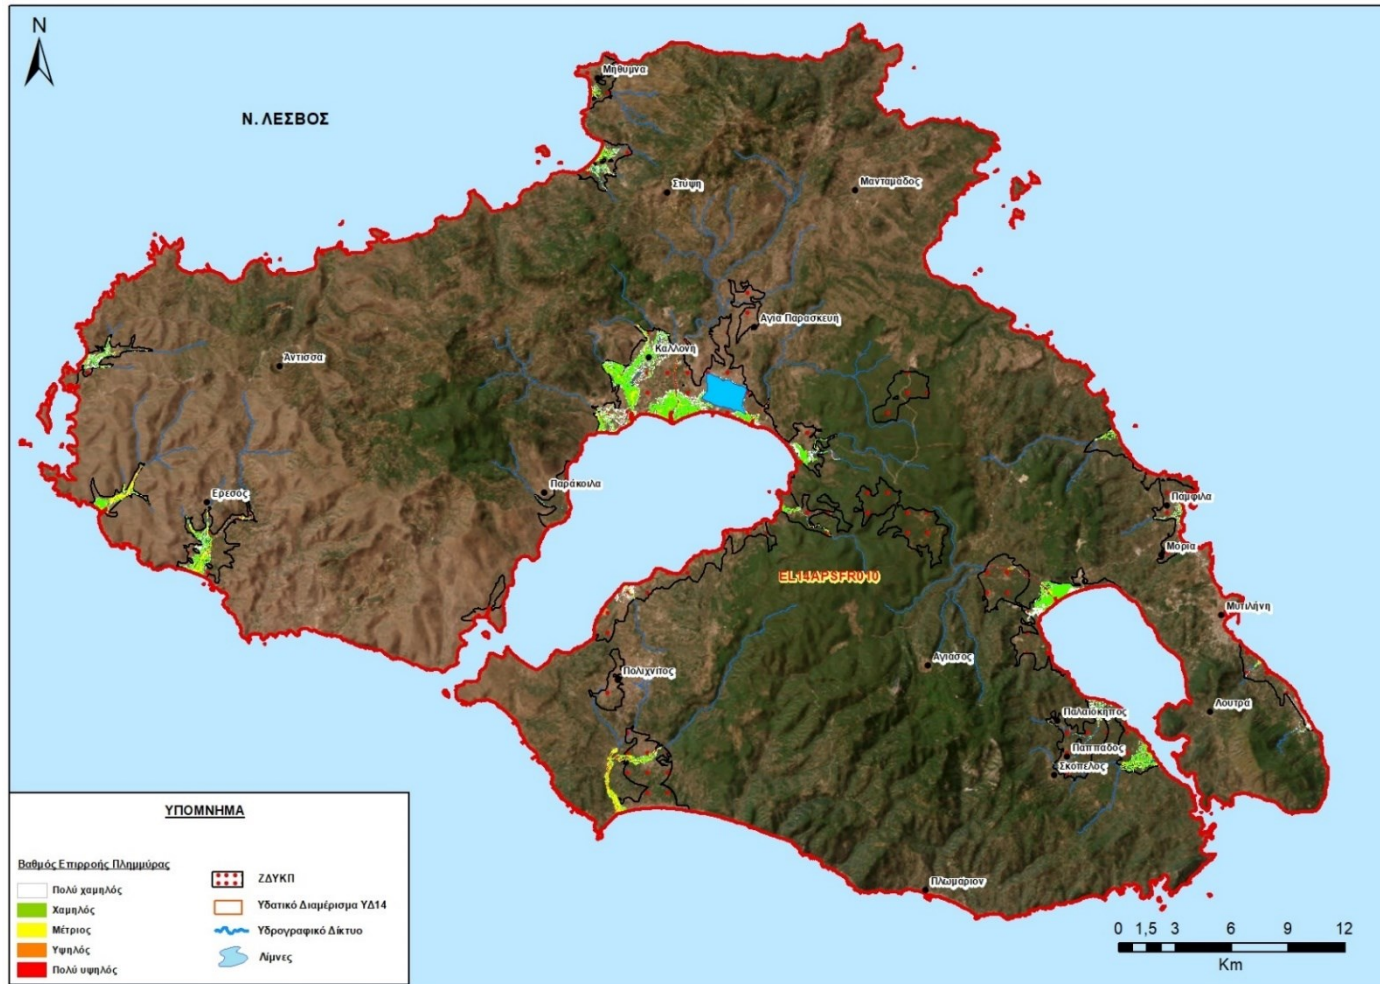 N
Ν. ΛΕΣΒΟΣ
Μήθυμνα
Στύψη
Μανταμάδος
Αγία Παρασκευή
Καλλονή
Άντισσα
Ερεσός
Παράκοιλα
Πάμφιλα
Μόρια
EL14APSFR010
Μυτιλήνη
Αγιάσος
Πολιχνίτος
Λουτρά
Παλαιόκηπος
Παππάδος
Σκόπελος
Πλωμάριον
ΥΠΟΜΝΗΜΑ
Βαθμός Επιρροής Πλημμύρας
Πολύ χαμηλός
Χαμηλός
Μέτριος
Υψηλός
Πολύ υψηλός
ΖΔΥΚΠ
Υδατικό Διαμέρισμα ΥΔ14
Υδρογραφικό Δίκτυο
Λίμνες
0 1,5 3 6 9 12
Km